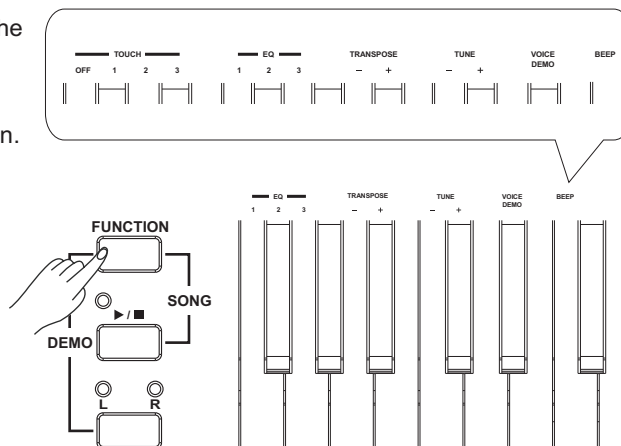 he
TOUCH EQ TRANSPOSE TUNE VOICE DEMO BEEP
OFF 1 2 3 1 2 3 – + – +
n.
EQ TRANSPOSE TUNE VOICE DEMO BEEP
1 2 3 – + – +
FUNCTION
SONG
▶ / ■
DEMO
L R